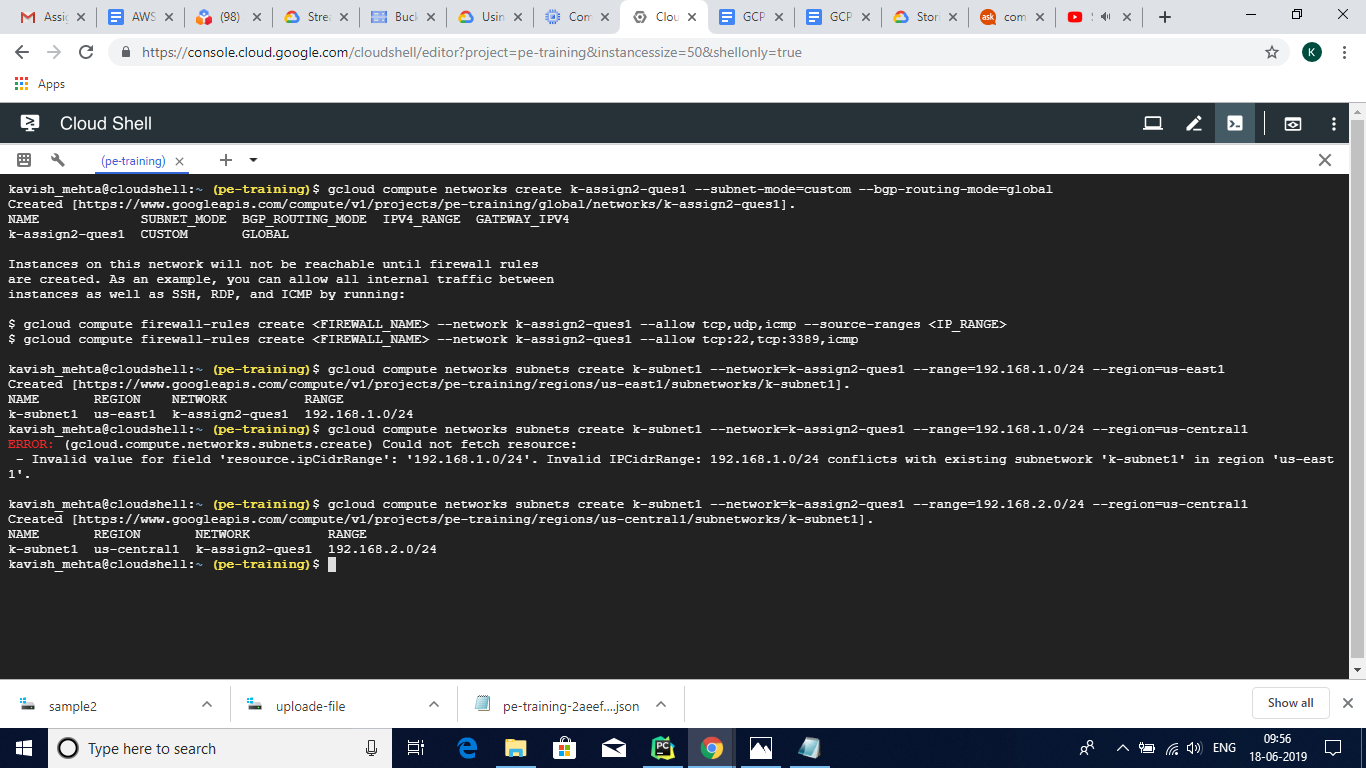 Assig
AWS
(98)
Stre
Buck
Usin
Com
Clou
GCP
GCP
Stor
ask
com
S
https://console.cloud.google.com/cloudshell/editor?project=pe-training&instancessize=50&shellonly=true
K
Apps
Cloud Shell
(pe-training)
kavish_mehta@cloudshell:~ (pe-training)$ gcloud compute networks create k-assign2-ques1 --subnet-mode=custom --bgp-routing-mode=global
Created [https://www.googleapis.com/compute/v1/projects/pe-training/global/networks/k-assign2-ques1].
NAME SUBNET_MODE BGP_ROUTING_MODE IPV4_RANGE GATEWAY_IPV4
k-assign2-ques1 CUSTOM GLOBAL
Instances on this network will not be reachable until firewall rules
are created. As an example, you can allow all internal traffic between
instances as well as SSH, RDP, and ICMP by running:
$ gcloud compute firewall-rules create <FIREWALL_NAME> --network k-assign2-ques1 --allow tcp,udp,icmp --source-ranges <IP_RANGE>
$ gcloud compute firewall-rules create <FIREWALL_NAME> --network k-assign2-ques1 --allow tcp:22,tcp:3389,icmp
kavish_mehta@cloudshell:~ (pe-training)$ gcloud compute networks subnets create k-subnet1 --network=k-assign2-ques1 --range=192.168.1.0/24 --region=us-east1
Created [https://www.googleapis.com/compute/v1/projects/pe-training/regions/us-east1/subnetworks/k-subnet1].
NAME REGION NETWORK RANGE
k-subnet1 us-east1 k-assign2-ques1 192.168.1.0/24
kavish_mehta@cloudshell:~ (pe-training)$ gcloud compute networks subnets create k-subnet1 --network=k-assign2-ques1 --range=192.168.1.0/24 --region=us-central1
ERROR: (gcloud.compute.networks.subnets.create) Could not fetch resource:
- Invalid value for field 'resource.ipCidrRange': '192.168.1.0/24'. Invalid IPCidrRange: 192.168.1.0/24 conflicts with existing subnetwork 'k-subnet1' in region 'us-east
1'.
kavish_mehta@cloudshell:~ (pe-training)$ gcloud compute networks subnets create k-subnet1 --network=k-assign2-ques1 --range=192.168.2.0/24 --region=us-central1
Created [https://www.googleapis.com/compute/v1/projects/pe-training/regions/us-central1/subnetworks/k-subnet1].
NAME REGION NETWORK RANGE
k-subnet1 us-central1 k-assign2-ques1 192.168.2.0/24
kavish_mehta@cloudshell:~ (pe-training)$
sample2
uploade-file
pe-training-2aeef....json
Show all
Type here to search
PC
ENG
09:56
18-06-2019